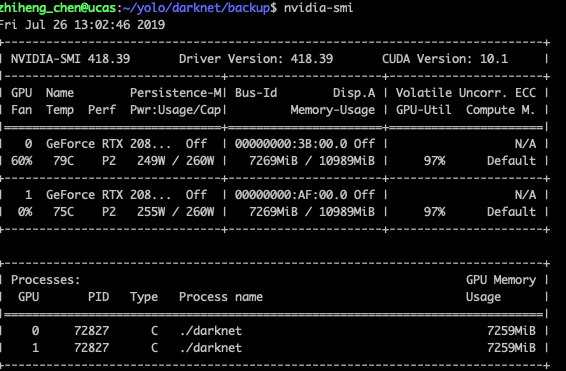 zhiheng_chen@ucas:~/yolo/darknet/backup$ nvidia-smi
Fri Jul 26 13:02:46 2019
+-----------------------------------------------------------------------------+
| NVIDIA-SMI 418.39       Driver Version: 418.39       CUDA Version: 10.1     |
|-------------------------------+----------------------+----------------------+
| GPU  Name        Persistence-M| Bus-Id        Disp.A | Volatile Uncorr. ECC |
| Fan  Temp  Perf  Pwr:Usage/Cap|         Memory-Usage | GPU-Util  Compute M. |
|===============================+======================+======================|
|   0  GeForce RTX 208...  Off  | 00000000:3B:00.0 Off |                  N/A |
| 60%   79C    P2   249W / 260W |   7269MiB / 10989MiB |     97%      Default |
+-------------------------------+----------------------+----------------------+
|   1  GeForce RTX 208...  Off  | 00000000:AF:00.0 Off |                  N/A |
|  0%   75C    P2   255W / 260W |   7269MiB / 10989MiB |     97%      Default |
+-------------------------------+----------------------+----------------------+
+-----------------------------------------------------------------------------+
| Processes:                                                       GPU Memory |
|  GPU       PID   Type   Process name                             Usage      |
|=============================================================================|
|    0     72827      C   ./darknet                                   7259MiB |
|    1     72827      C   ./darknet                                   7259MiB |
+-----------------------------------------------------------------------------+